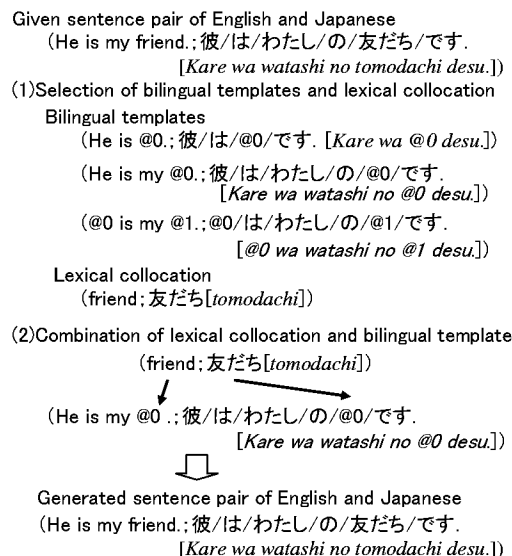 Given sentence pair of English and Japanese
(He is my friend.;彼/は/わたし/の/友だち/です.
[Kare wa watashi no tomodachi desu.])
(1)Selection of bilingual templates and lexical collocation
Bilingual templates
(He is @0.;彼/は/@0/です. [Kare wa @0 desu.])
(He is my @0.;彼/は/わたし/の/@0/です.
[Kare wa watashi no @0 desu.])
(@0 is my @1.;@0/は/わたし/の/@1/です.
[@0 wa watashi no @1 desu.])
Lexical collocation
(friend;友だち[tomodachi])
(2)Combination of lexical collocation and bilingual template
(friend;友だち[tomodachi])
(He is my @0 .;彼/は/わたし/の/@0/です.
[Kare wa watashi no @0 desu.])
Generated sentence pair of English and Japanese
(He is my friend.;彼/は/わたし/の/友だち/です.
[Kare wa watashi no tomodachi desu.])